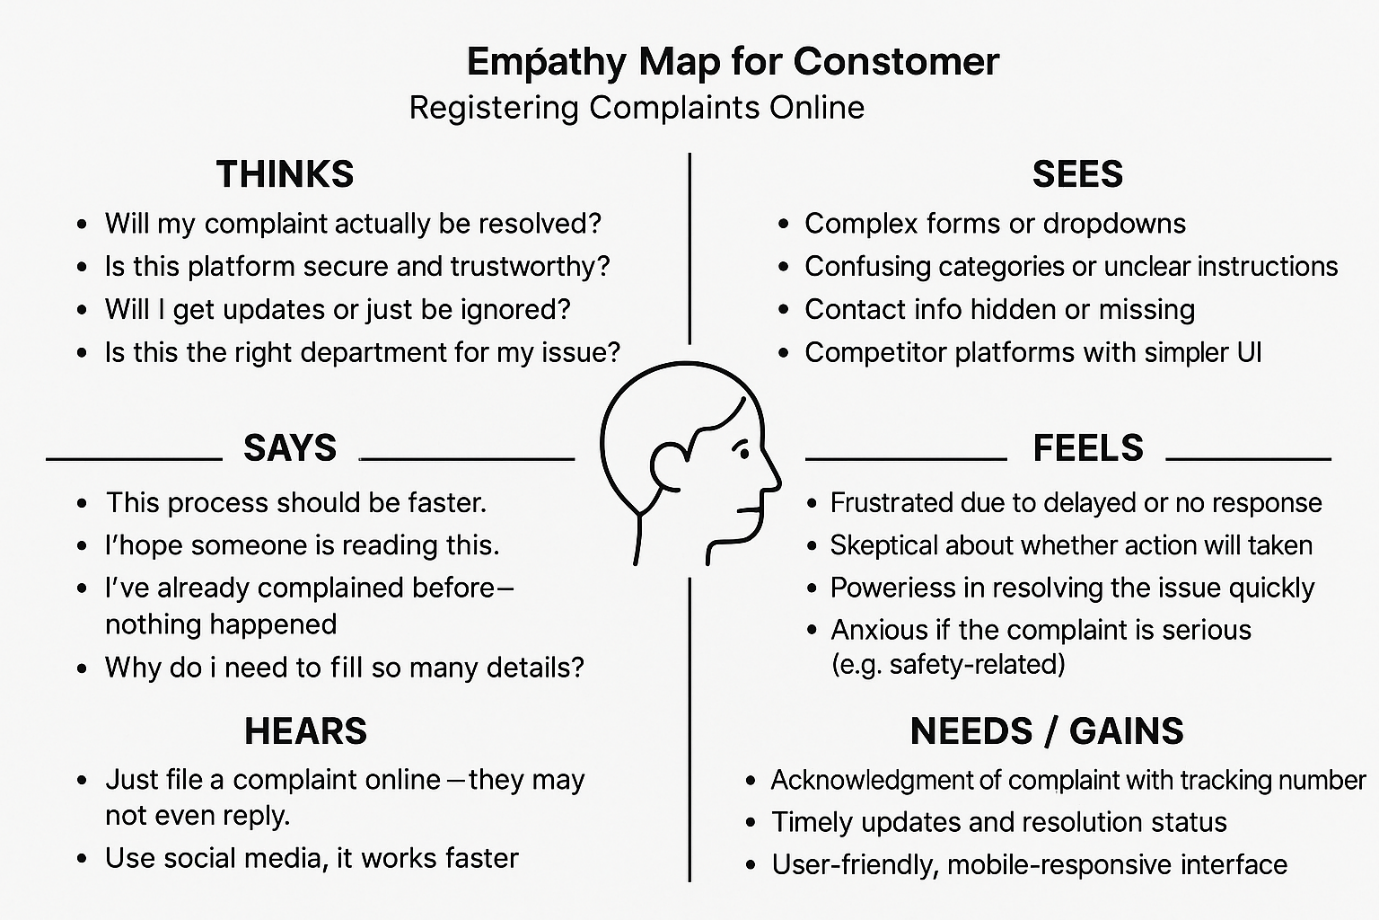 Emṕathy Map for Constomer
Registering Complaints Online
THINKS
• Will my complaint actually be resolved?
• Is this platform secure and trustworthy?
• Will I get updates or just be ignored?
• Is this the right department for my issue?
SEES
• Complex forms or dropdowns
• Confusing categories or unclear instructions
• Contact info hidden or missing
• Competitor platforms with simpler UI
SAYS
• This process should be faster.
• I’hope someone is reading this.
• I’ve already complained before—
nothing happened
• Why do i need to fill so many details?
FEELS
• Frustrated due to delayed or no response
• Skeptical about whether action will taken
• Poweriess in resolving the issue quickly
• Anxious if the complaint is serious
(e.g. safety-related)
HEARS
• Just file a complaint online—they may
not even reply.
• Use social media, it works faster
NEEDS / GAINS
• Acknowledgment of complaint with tracking number
• Timely updates and resolution status
• User-friendly, mobile-responsive interface